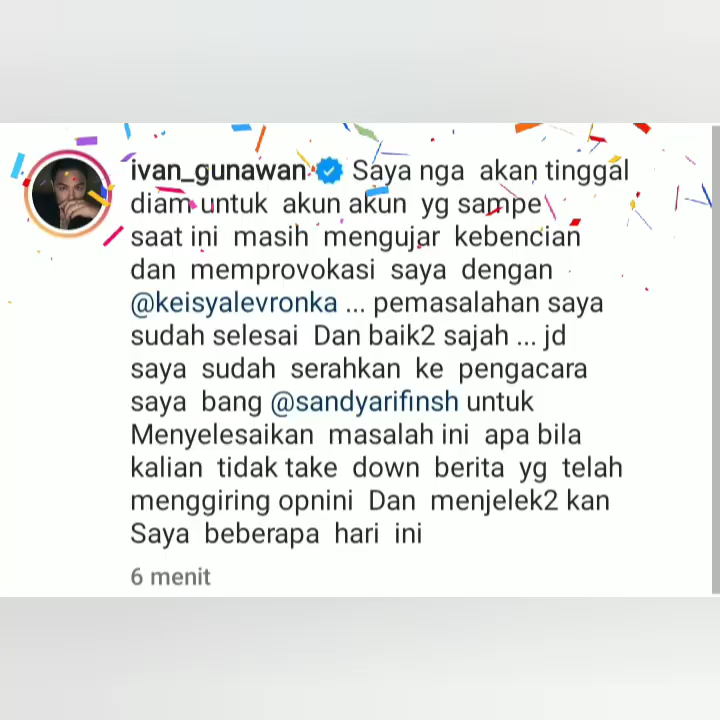 ivan_gunawan Saya nga akan tinggal
diam untuk akun akun yg sampe
saat ini masih mengujar kebencian
dan memprovokasi saya dengan
@keisyalevronka ... pemasalahan saya
sudah selesai Dan baik2 sajah ... jd
saya sudah serahkan ke pengacara
saya bang @sandyarifinsh untuk
Menyelesaikan masalah ini apa bila
kalian tidak take down berita yg telah
menggiring opnini Dan menjelek2 kan
Saya beberapa hari ini
6 menit